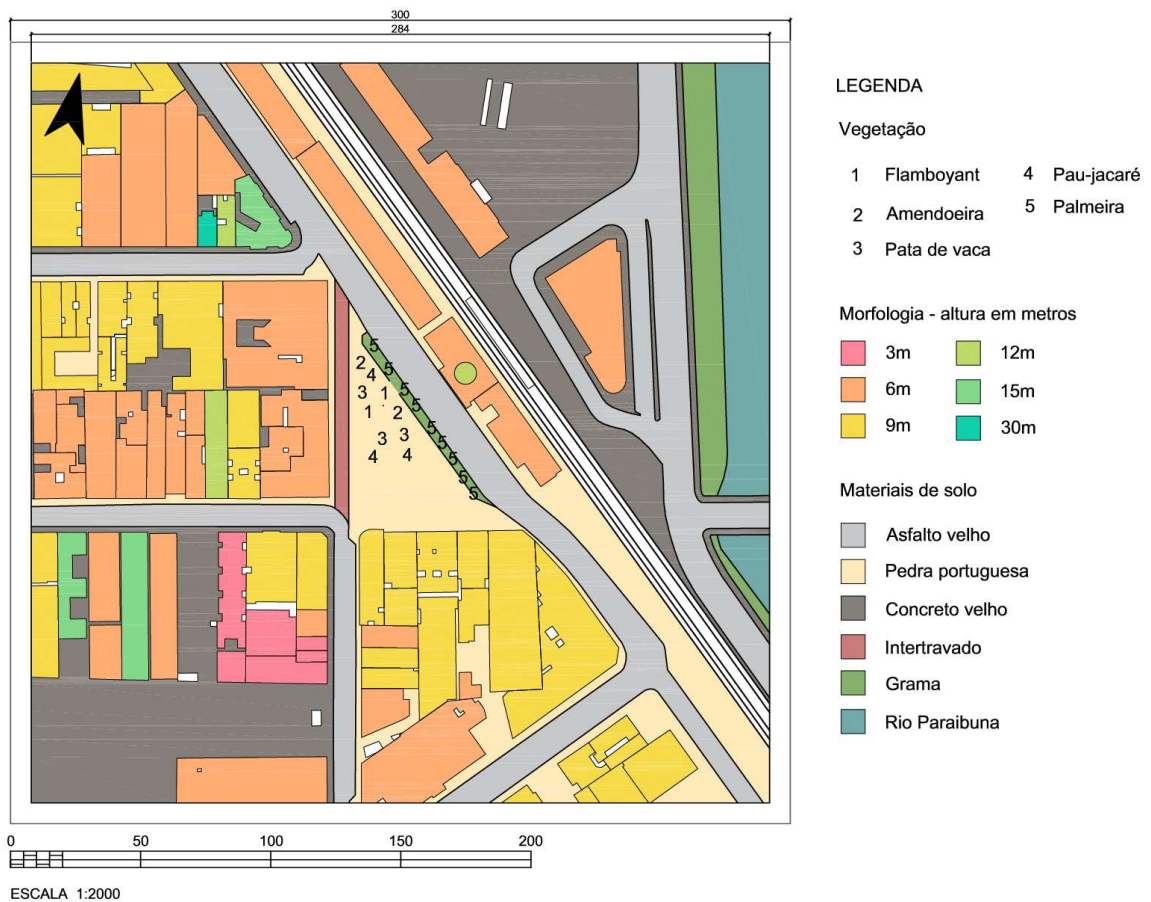 300
284
LEGENDA
Vegetação
1 Flamboyant 4 Pau-jacaré
2 Amendoeira 5 Palmeira
3 Pata de vaca
Morfologia - altura em metros
3m 12m
6m 15m
9m 30m
Materiais de solo
Asfalto velho
Pedra portuguesa
Concreto velho
Intertravado
Grama
Rio Paraibuna
5
2 5
4
3 1 5
1 2 5
5
3 3 5
4 4 5
5
5
0 50 100 150 200
ESCALA 1:2000